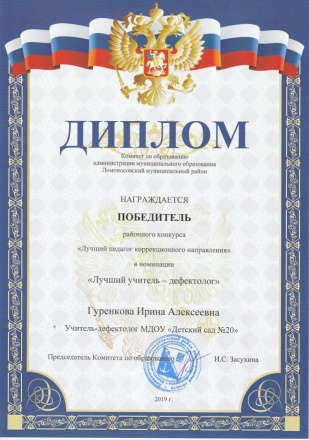 ДИПЛОМ
Комитет по образованию
администрации муниципального образования
Ломоносовский муниципальный район
НАГРАЖДАЕТСЯ
ПОБЕДИТЕЛЬ
районного конкурса
«Лучший педагог коррекционного направления»
в номинации
«Лучший учитель – дефектолог»
Гуренкова Ирина Алексеевна
Учитель-дефектолог МДОУ «Детский сад №20»
Председатель Комитета по образованию И.С. Засухина
2019 г.